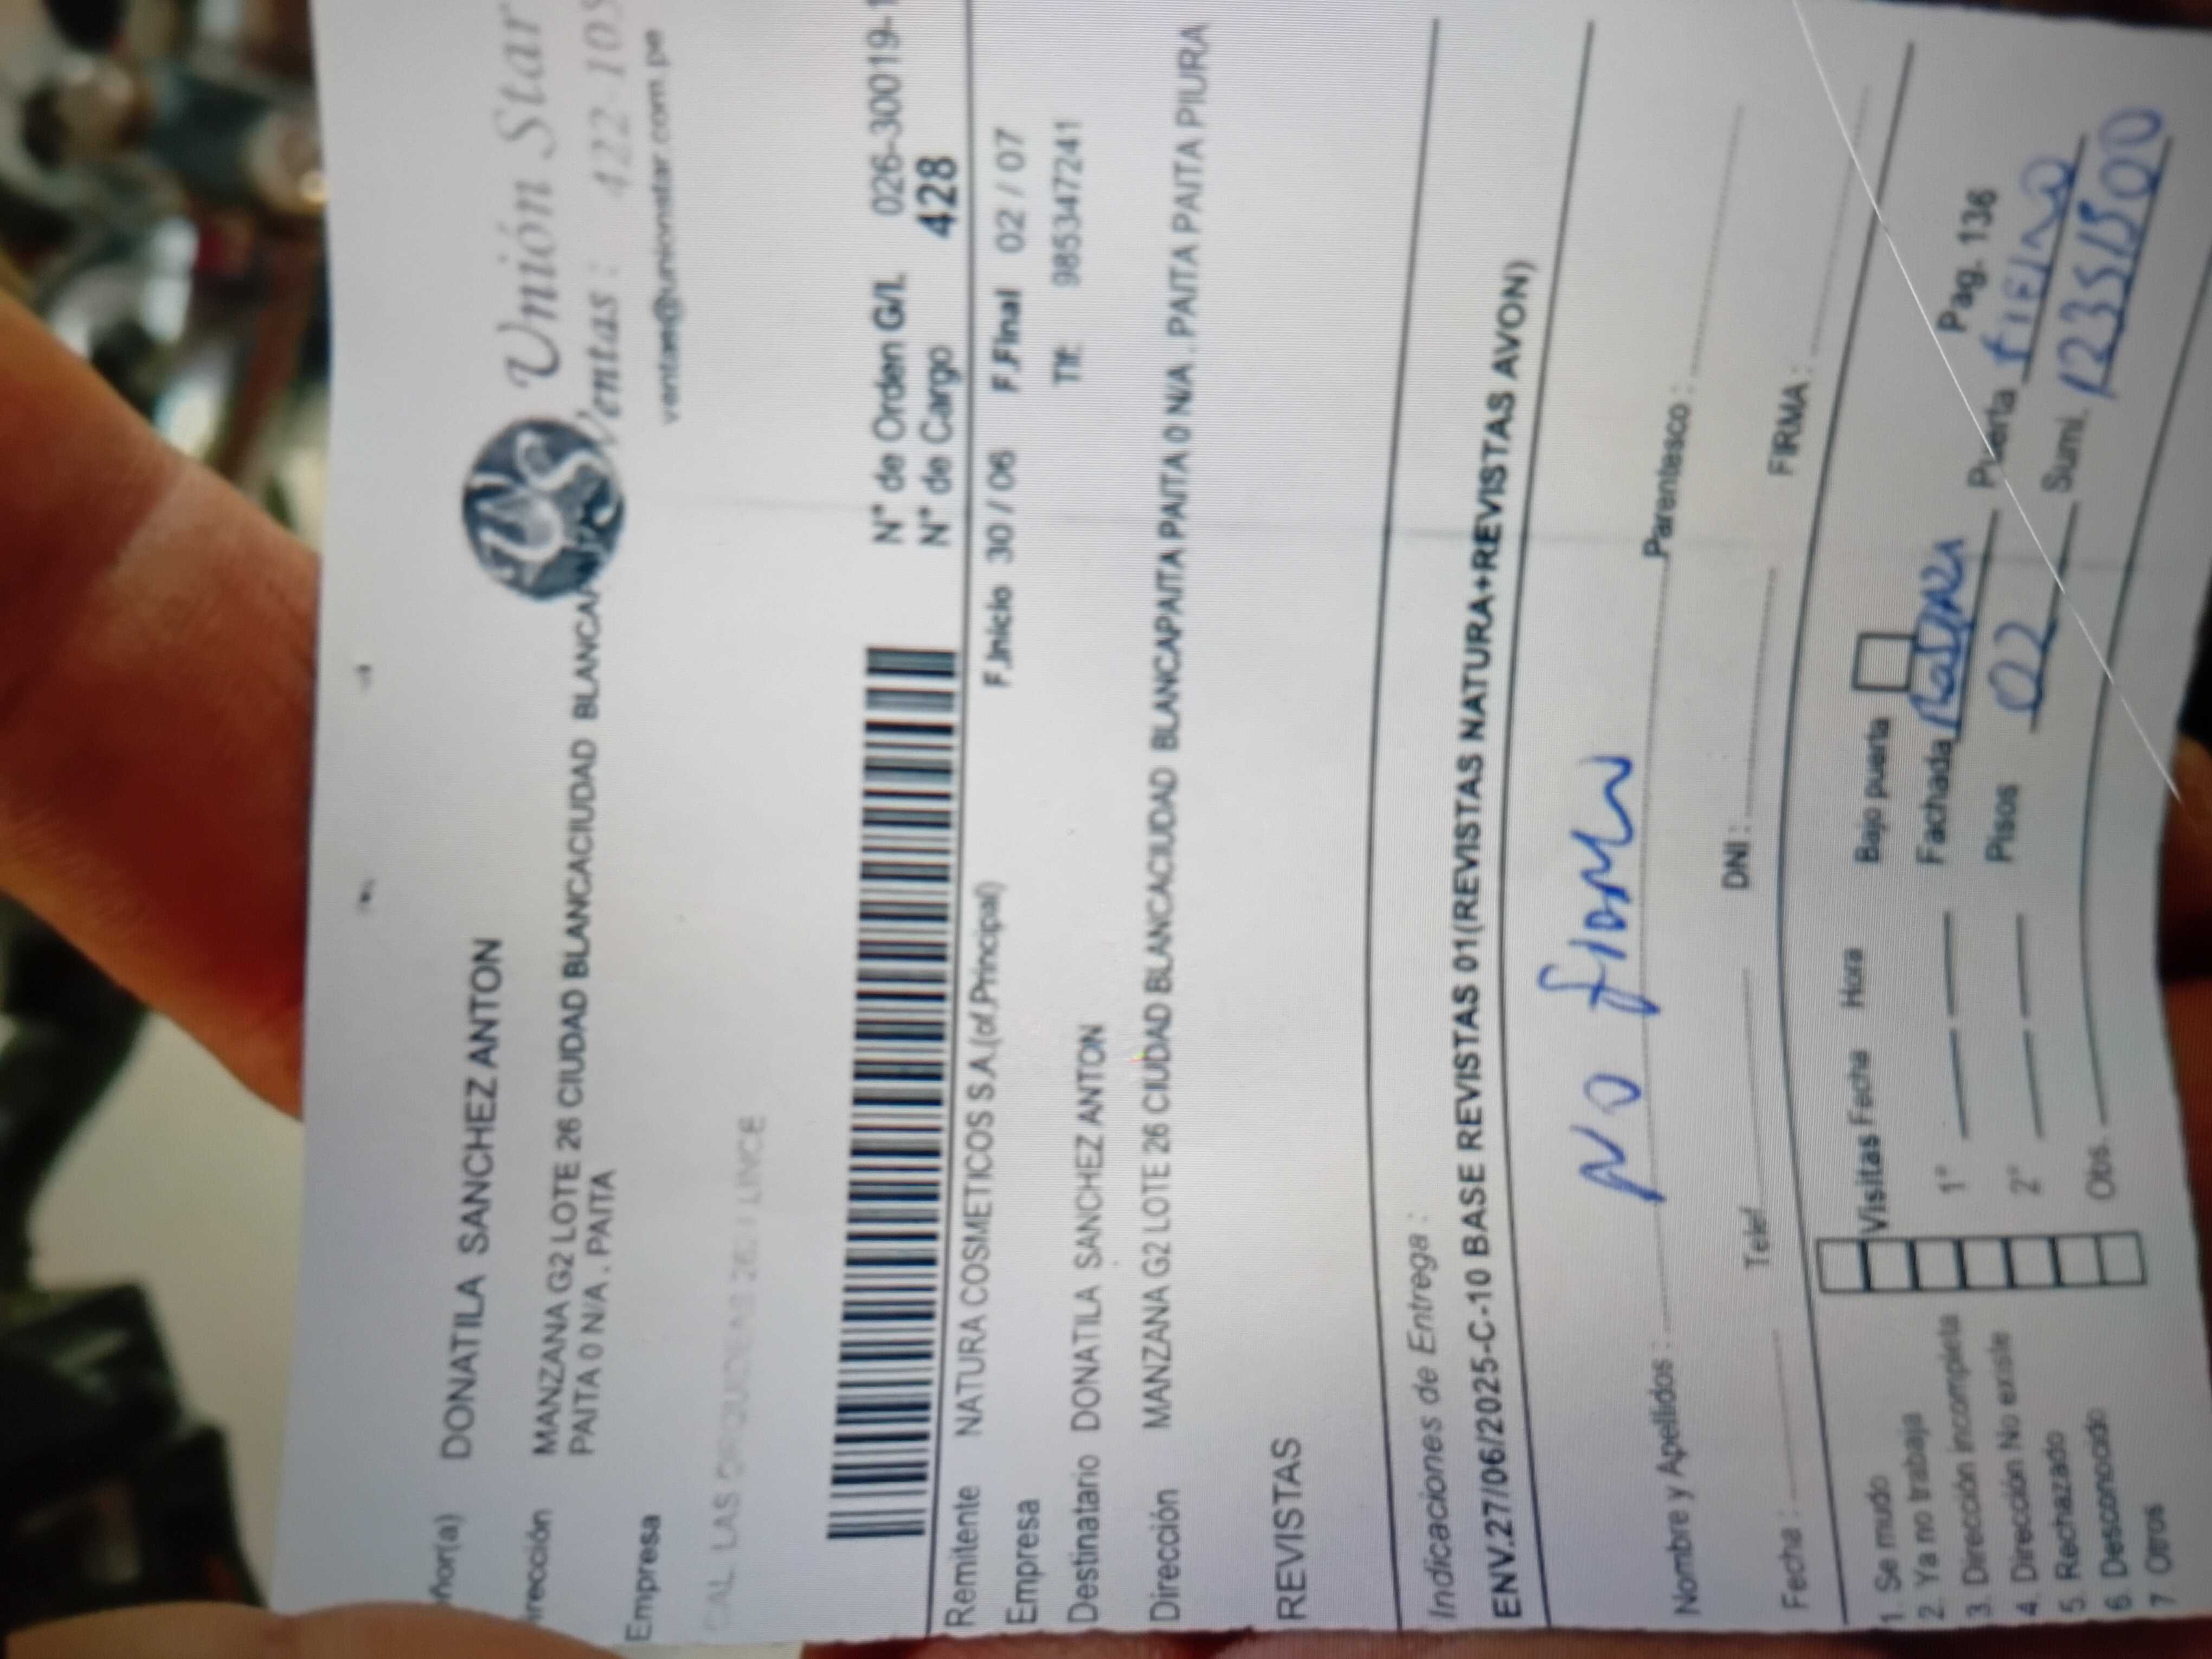 DONATILA SANCHEZ ANTON
MANZANA G2 LOTE 26 CIUDAD BLANCACIUDAD BLANCA
PAITA 0 N/A . PAITA
Empresa
Unión Star
Ventas : 422-105
ventas@unionstar.com.pe
CAL. LAS ORQUIDEAS 261 LINCE
N° de Orden G/L 026-30019-1
N° de Cargo 428
Remitente NATURA COSMETICOS S.A.(of.Principal)
Empresa F.Inicio 30 / 06 F.Final 02 / 07
Destinatario DONATILA SANCHEZ ANTON Tlf: 985347241
Dirección MANZANA G2 LOTE 26 CIUDAD BLANCACIUDAD BLANCAPAITA PAITA 0 N/A . PAITA PAITA PIURA
REVISTAS
Indicaciones de Entrega :
ENV.27/06/2025-C-10 BASE REVISTAS 01(REVISTAS NATURA+REVISTAS AVON)
NO firma
Nombre y Apellidos : Parentesco :
Fecha : Telef. DNI : FIRMA :
1. Se mudo
2. Ya no trabaja
3. Dirección incompleta
4. Dirección No existe
5. Rechazado
6. Desconocido
7. Otros
Visitas Fecha Hora Bajo puerta
1° Fachada Pag. 136
Puerta fierro
2° Pisos 02 Sumi.
Obs.